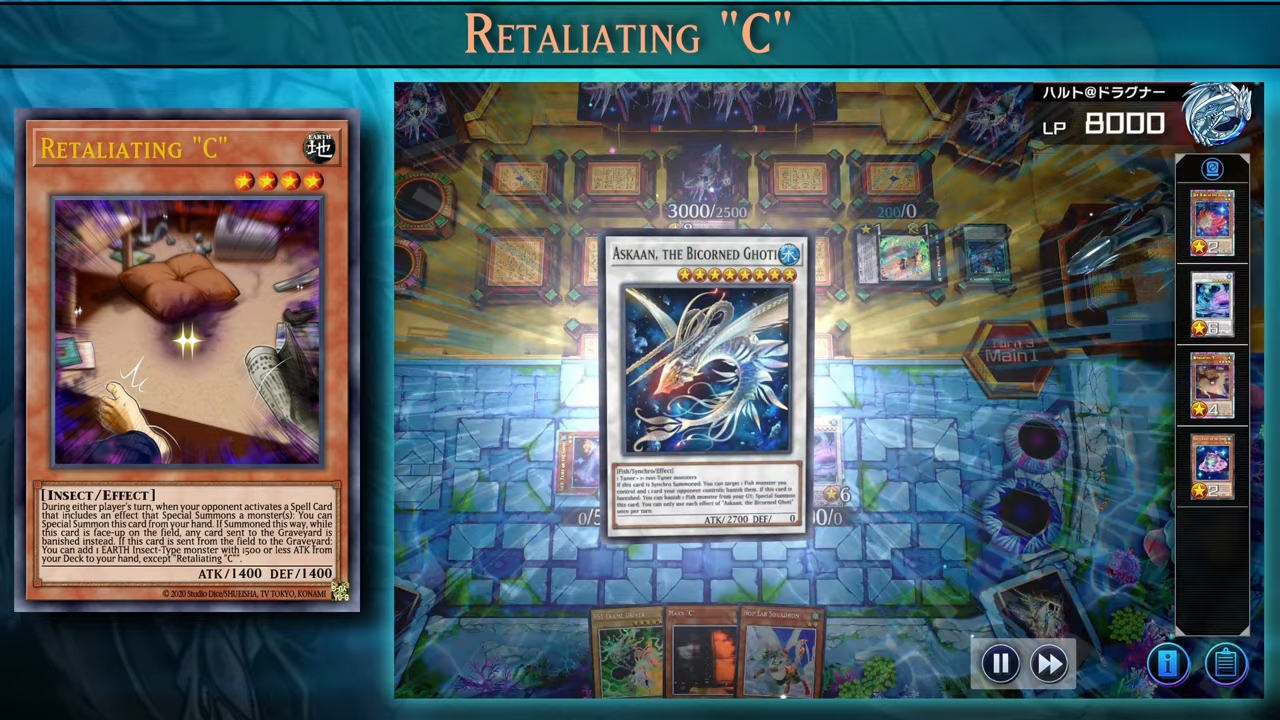 RETALIATING "C"
RETALIATING "C"
EARTH
地
[INSECT/EFFECT]
During either player's turn, when your opponent activates a Spell Card
that includes an effect that Special Summons a monster(s): You can
Special Summon this card from your hand. If Summoned this way, while
this card is face-up on the field, any card sent to the Graveyard is
banished instead. If this card is sent from the field to the Graveyard:
You can add 1 EARTH Insect-Type monster with 1500 or less ATK from
your Deck to your hand, except "Retaliating "C".
ATK/1400 DEF/1400
© 2020 Studio Dice/SHUEISHA, TV TOKYO, KONAMI
ハルト@ドラグナー
LP 8000
3000/2500
200/0
1
1
ASKAAN, THE BICORNED GHOTI
水
[Fish/Synchro/Effect]
1 Tuner + 1+ non-Tuner monsters
If this card is Synchro Summoned: You can target 1 Fish monster you
control and 1 card your opponent controls; banish them. If this card is
banished: You can banish 1 Fish monster from your GY; Special Summon
this card. You can only use each effect of "Askaan, the Bicorned Ghoti"
once per turn.
ATK/2700 DEF/ 0
Turn 3
Main1
6
0/5
00/0
2
6
4
2
MAXX "C"